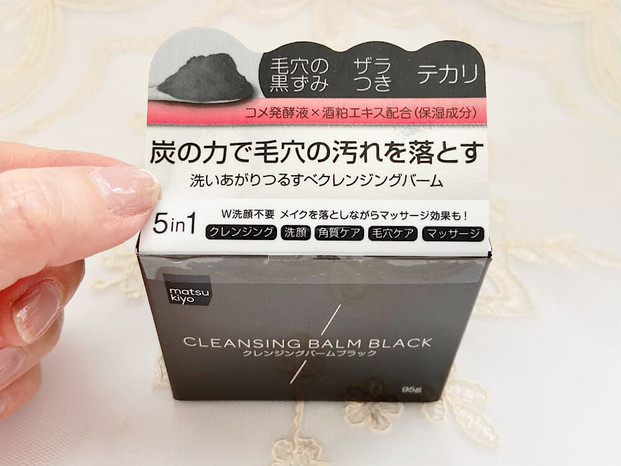 毛穴の黒ずみ ザラつき テカリ
コメ発酵液×酒粕エキス配合(保湿成分)
炭の力で毛穴の汚れを落とす
洗いあがりつるすべクレンジングバーム
5in1
W洗顔不要 メイクを落としながらマッサージ効果も!
クレンジング 洗顔 角質ケア 毛穴ケア マッサージ
matsu
kiyo
CLEANSING BALM BLACK
クレンジングバームブラック
95g